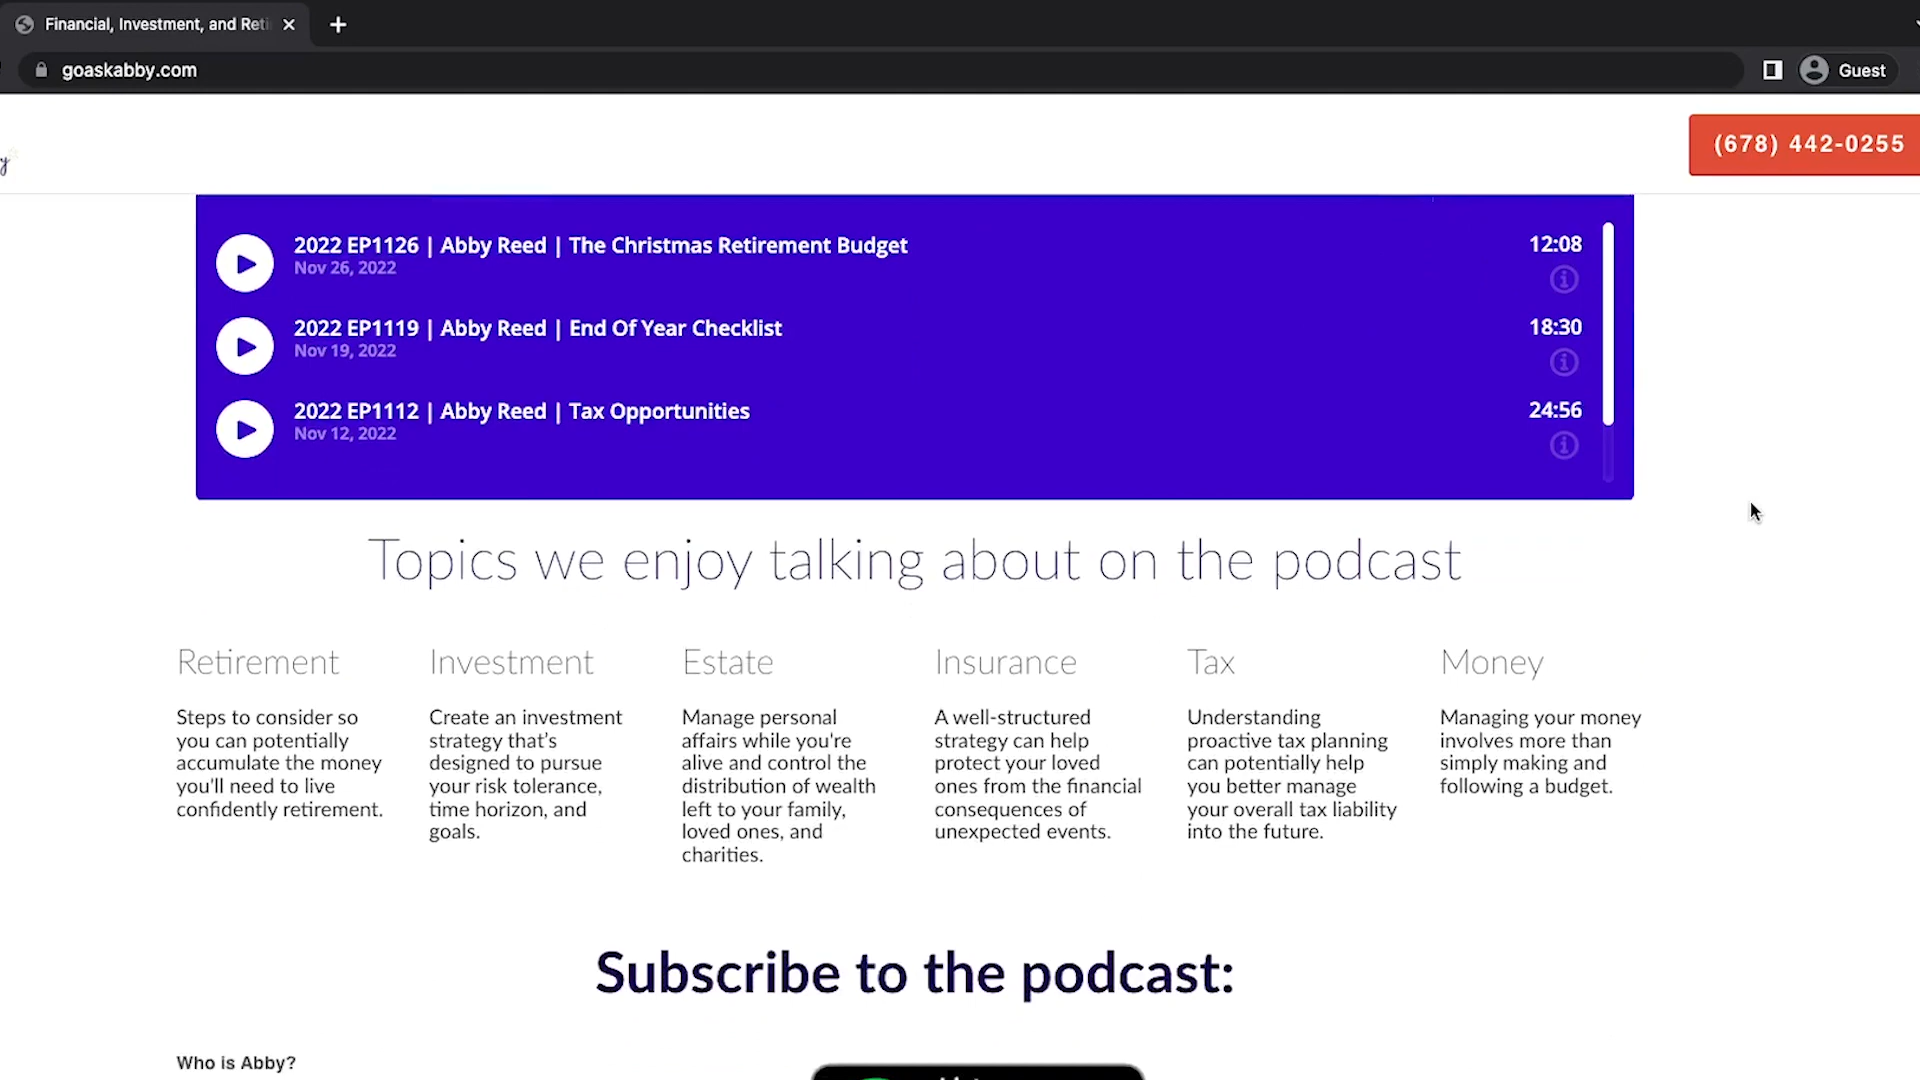 Financial, Investment, and Reti
goaskabby.com
Guest
y
(678) 442-0255
2022 EP1126 | Abby Reed | The Christmas Retirement Budget
12:08
Nov 26, 2022
2022 EP1119 | Abby Reed | End Of Year Checklist
18:30
Nov 19, 2022
2022 EP1112 | Abby Reed | Tax Opportunities
24:56
Nov 12, 2022
Topics we enjoy talking about on the podcast
Retirement
Steps to consider so
you can potentially
accumulate the money
you'll need to live
confidently retirement.
Investment
Create an investment
strategy that's
designed to pursue
your risk tolerance,
time horizon, and
goals.
Estate
Manage personal
affairs while you're
alive and control the
distribution of wealth
left to your family,
loved ones, and
charities.
Insurance
A well-structured
strategy can help
protect your loved
ones from the financial
consequences of
unexpected events.
Tax
Understanding
proactive tax planning
can potentially help
you better manage
your overall tax liability
into the future.
Money
Managing your money
involves more than
simply making and
following a budget.
Subscribe to the podcast:
Who is Abby?